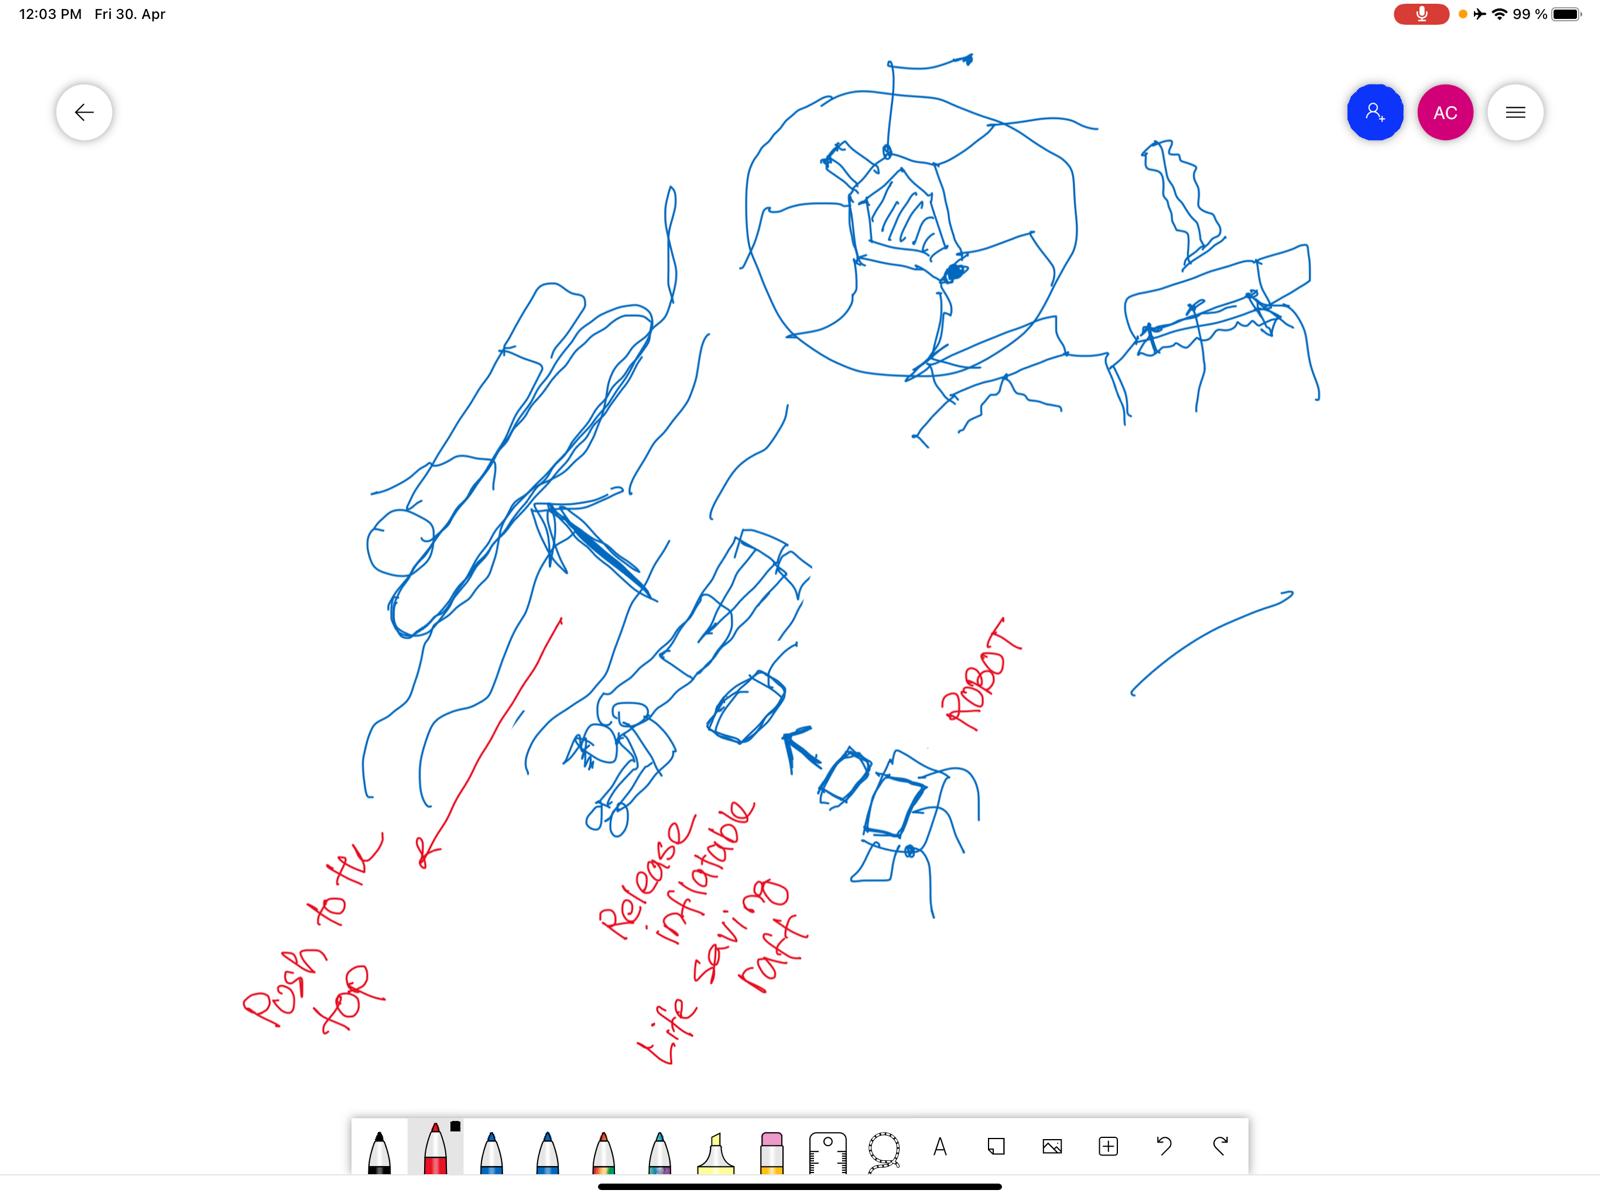 12:03 PM Fri 30. Apr
99 %
AC
ROBOT
Push to the
top
Release
inflatable
Life saving
raft
A